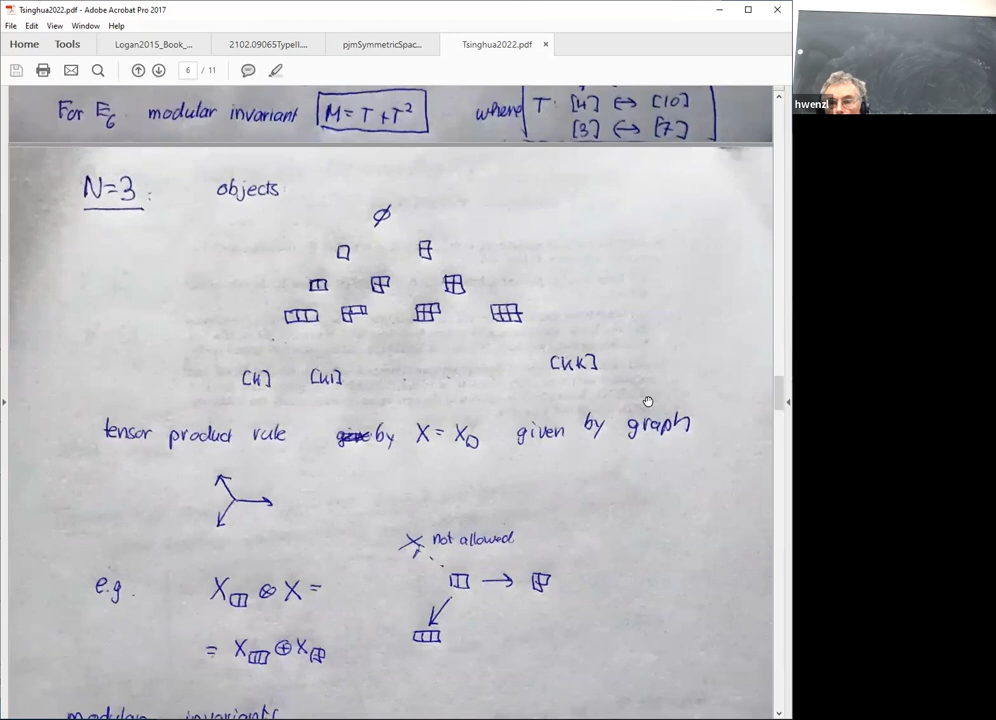 Tsinghua2022.pdf - Adobe Acrobat Pro 2017
File Edit View Window Help
Home Tools Logan2015_Book_... 2102.09065TypeII.... pjmSymmetricSpac... Tsinghua2022.pdf ×
6 / 11
hwenzl
For E6. modular invariant M = T + T² where T: [4] ↔ [10]
[3] ↔ [7]
N=3: objects
∅
[k] [k1] . . [kk]
tensor product rule by X = X□ given by graph
not allowed
e.g. X ⊗ X =
= X ⊕ X
modular invariants